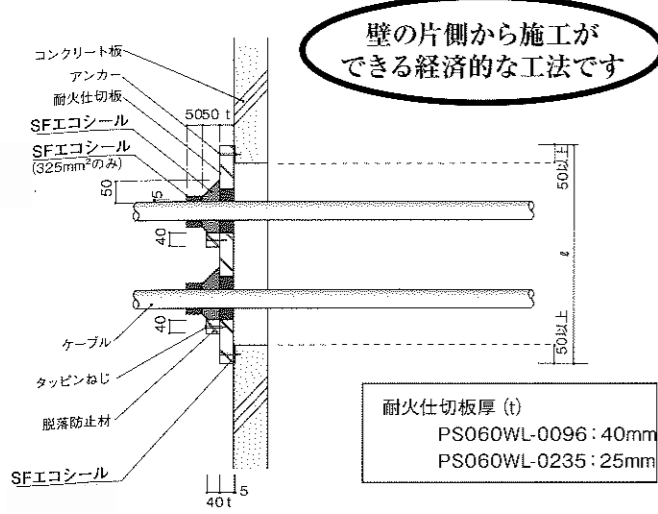 壁の片側から施工が
できる経済的な工法です
コンクリート板
アンカー
耐火仕切板
SFエコシール
SFエコシール
(325mm²のみ)
5050 t
50
5
40
40
50以上
ℓ
50以上
ケーブル
タッピンねじ
脱落防止材
SFエコシール
40 t
5
耐火仕切板厚 (t)
PS060WL-0096：40mm
PS060WL-0235：25mm